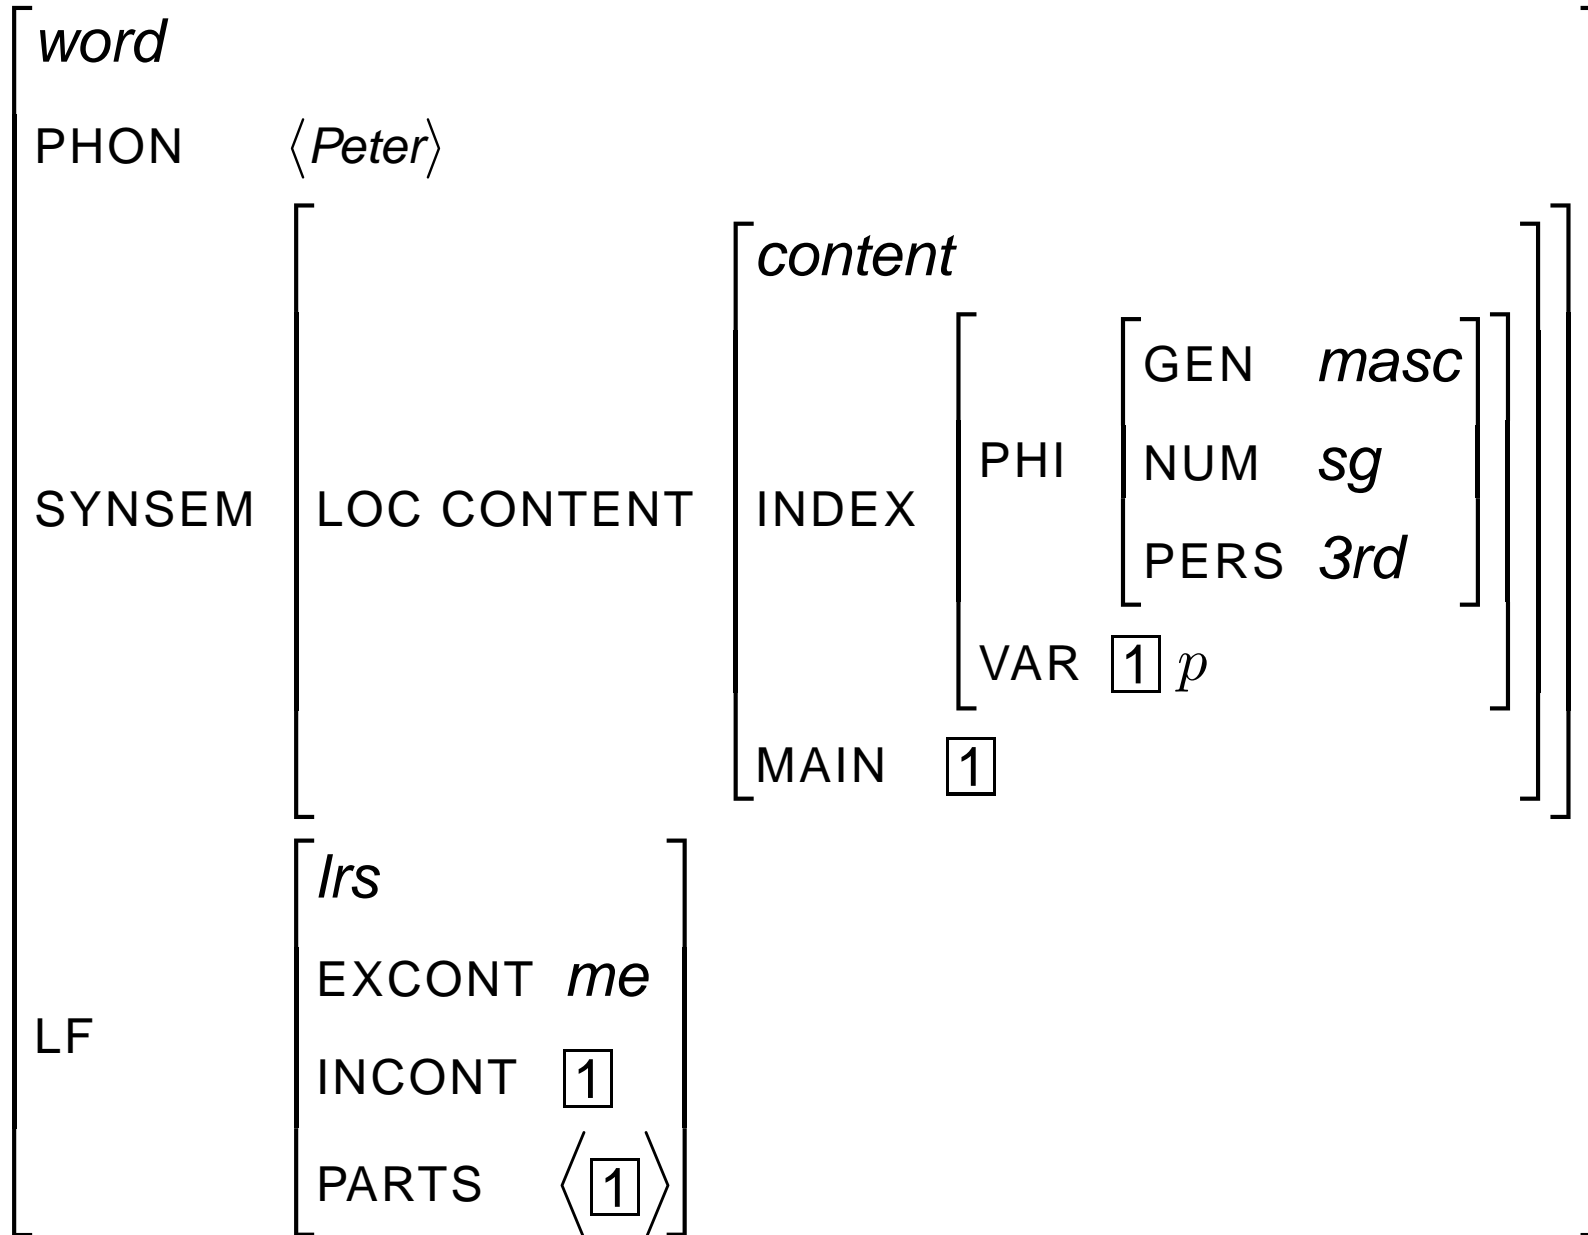 word
PHON ⟨Peter⟩
content
GEN masc
PHI NUM sg
SYNSEM LOC CONTENT INDEX PERS 3rd
VAR 1 p
MAIN 1
lrs
EXCONT me
LF
INCONT 1
PARTS ⟨1⟩